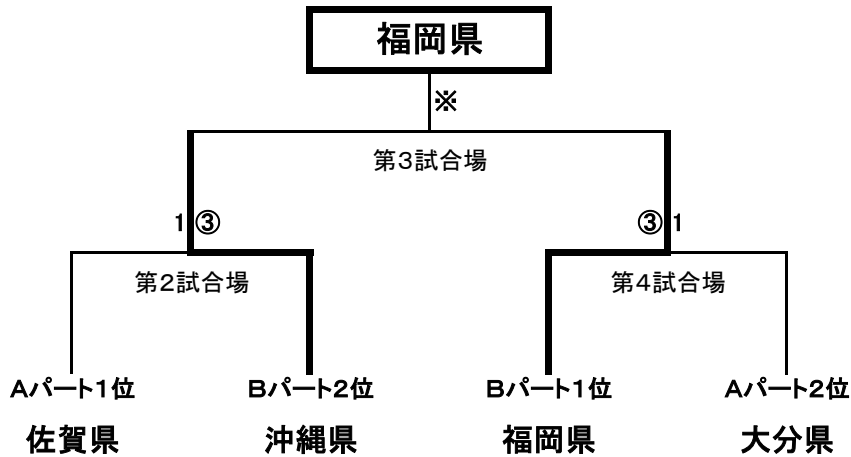 福岡県
※
第3試合場
1 ③ ③ 1
第2試合場 第4試合場
Aパート1位 Bパート2位 Bパート1位 Aパート2位
佐賀県 沖縄県 福岡県 大分県